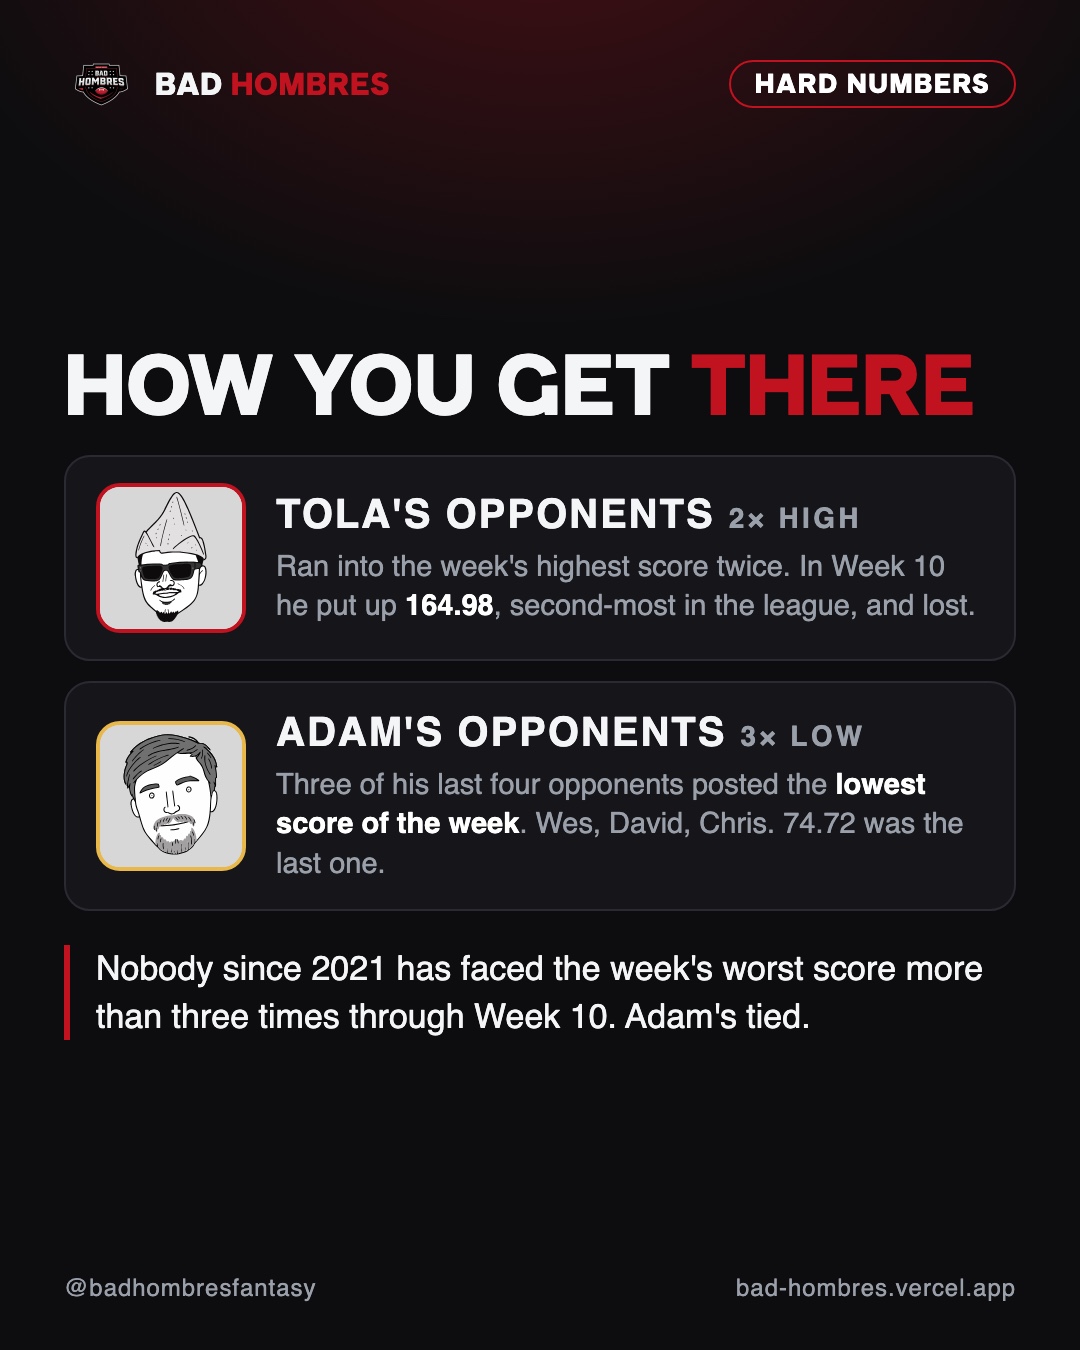 BAD HOMBRES
BAD HOMBRES
HARD NUMBERS
HOW YOU GET THERE
TOLA'S OPPONENTS 2× HIGH
Ran into the week's highest score twice. In Week 10
he put up 164.98, second-most in the league, and lost.
ADAM'S OPPONENTS 3× LOW
Three of his last four opponents posted the lowest
score of the week. Wes, David, Chris. 74.72 was the
last one.
Nobody since 2021 has faced the week's worst score more
than three times through Week 10. Adam's tied.
@badhombresfantasy
bad-hombres.vercel.app